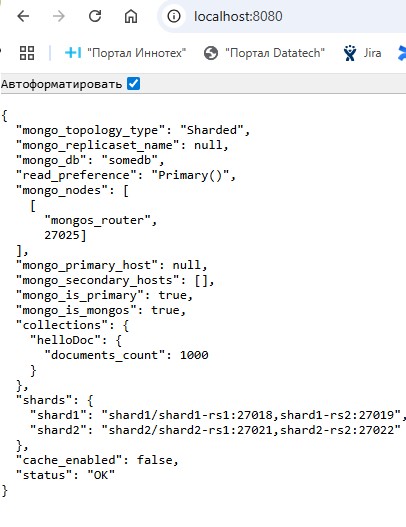 localhost:8080
"Портал Иннотех"
"Портал Datatech"
Jira
Автоформатировать
{
  "mongo_topology_type": "Sharded",
  "mongo_replicaset_name": null,
  "mongo_db": "somedb",
  "read_preference": "Primary()",
  "mongo_nodes": [
    [
      "mongos_router",
      27025]
  ],
  "mongo_primary_host": null,
  "mongo_secondary_hosts": [],
  "mongo_is_primary": true,
  "mongo_is_mongos": true,
  "collections": {
    "helloDoc": {
      "documents_count": 1000
    }
  },
  "shards": {
    "shard1": "shard1/shard1-rs1:27018,shard1-rs2:27019",
    "shard2": "shard2/shard2-rs1:27021,shard2-rs2:27022"
  },
  "cache_enabled": false,
  "status": "OK"
}